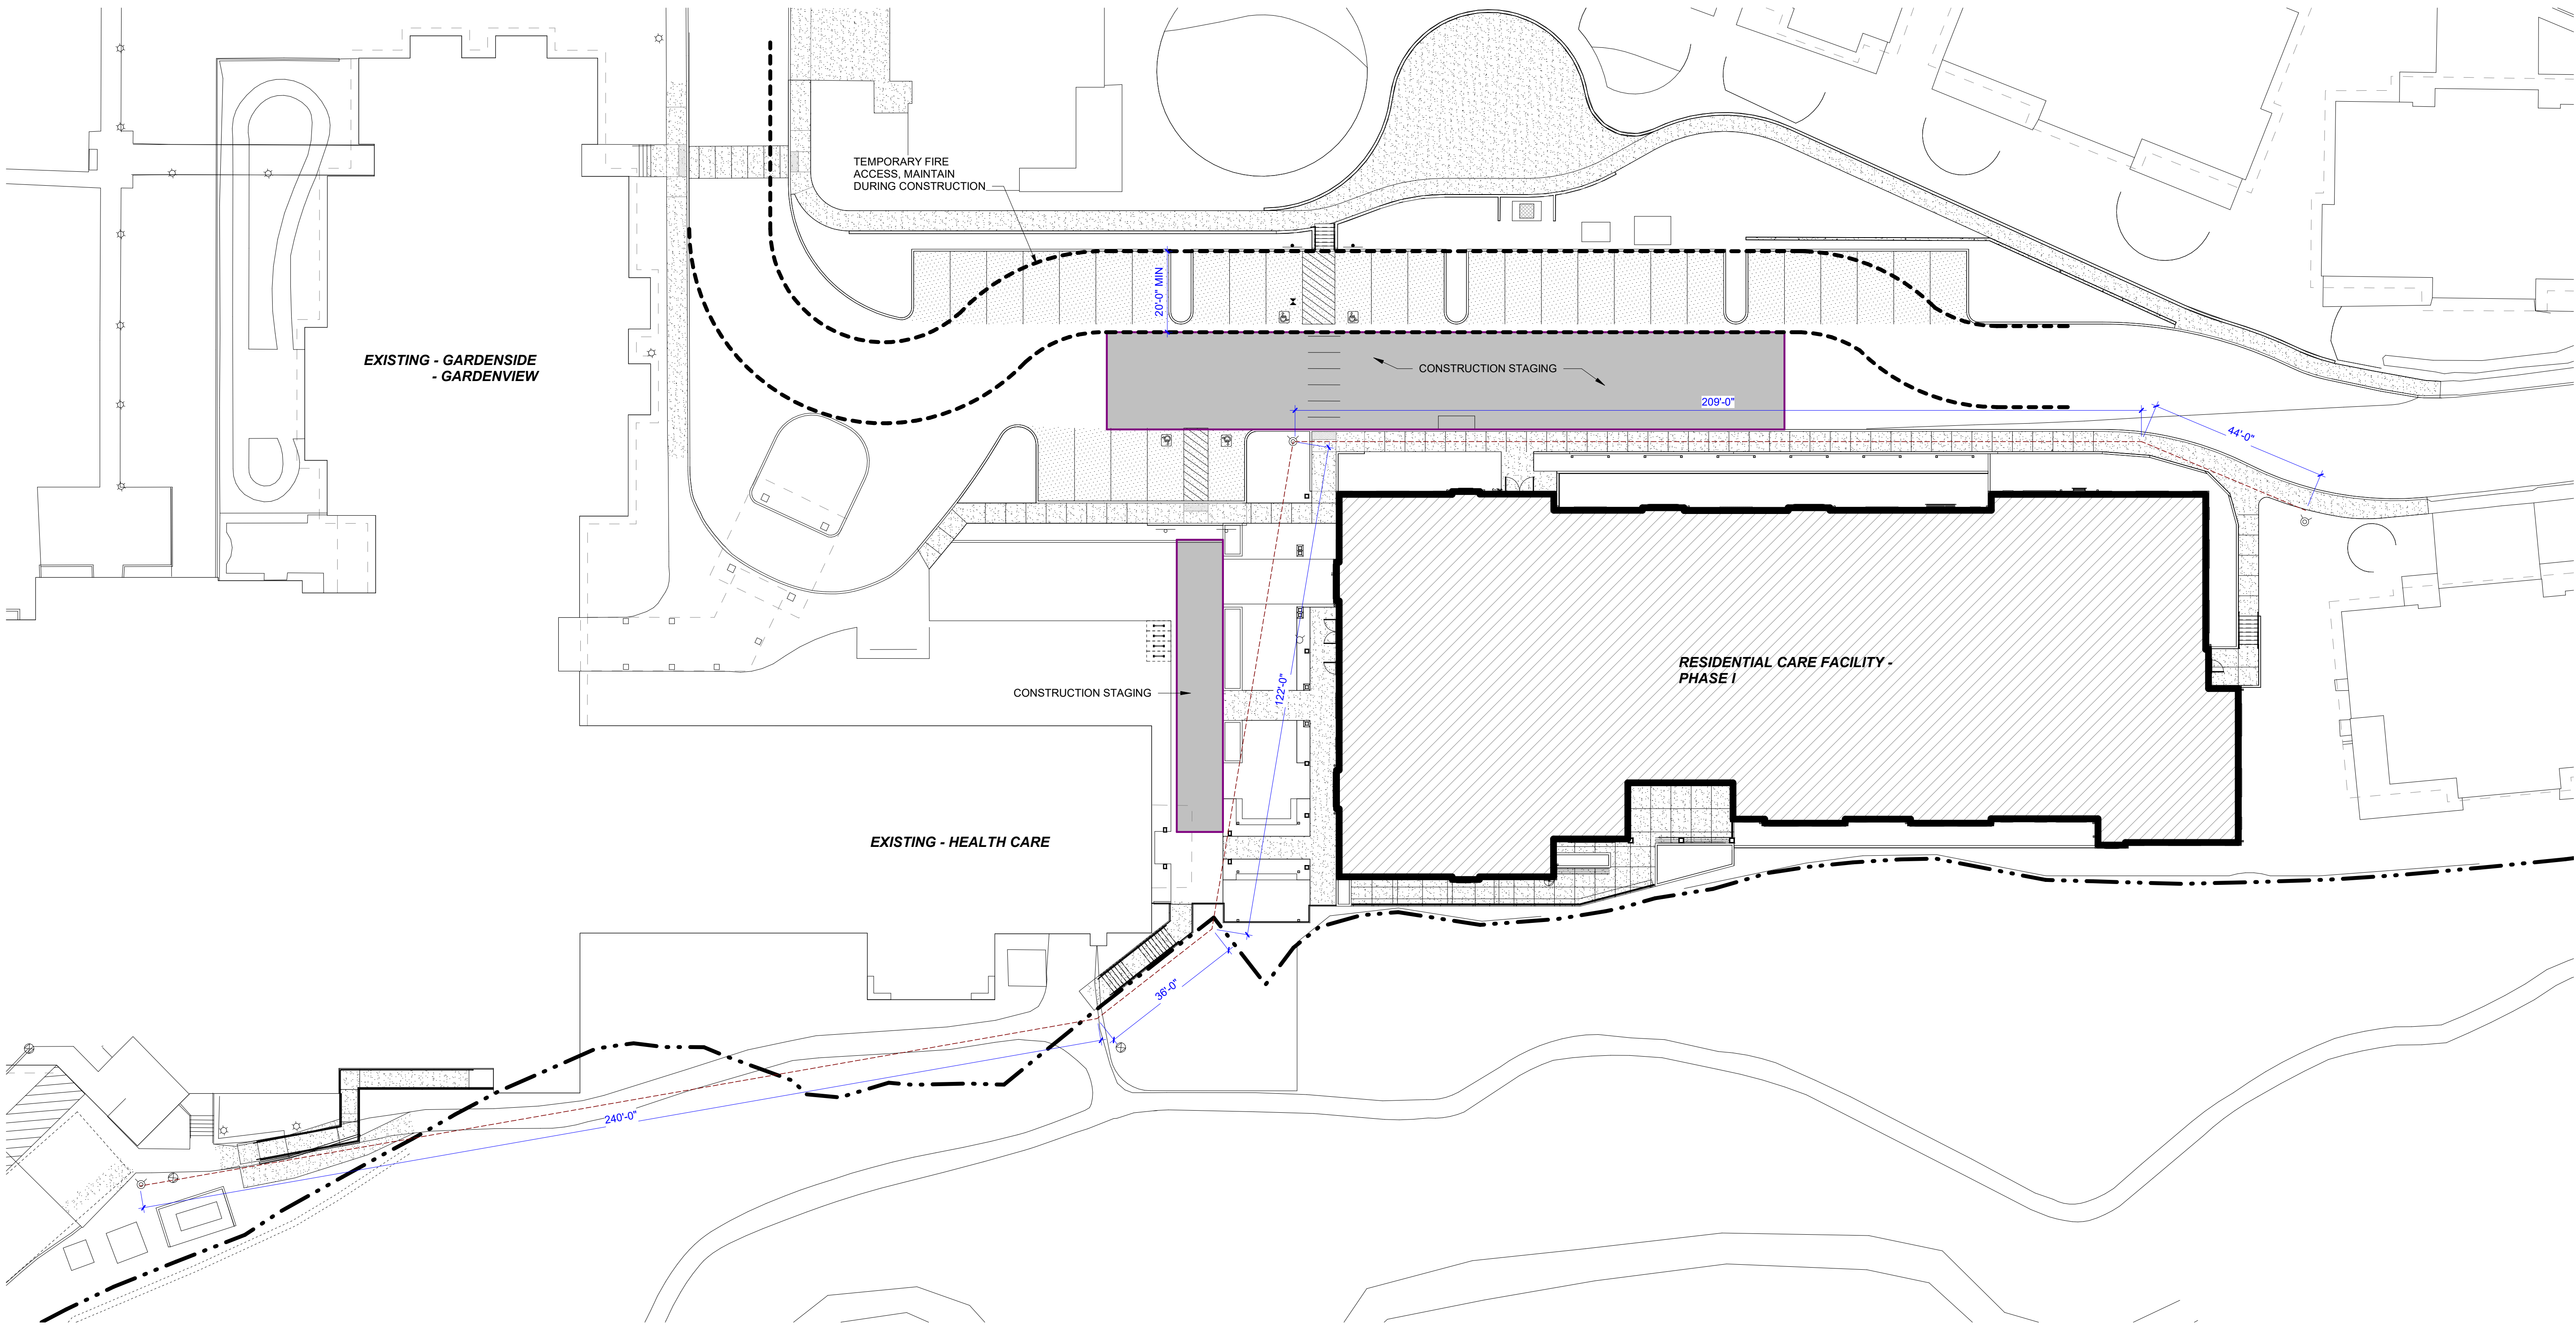 TEMPORARY FIRE
ACCESS, MAINTAIN
DURING CONSTRUCTION
20'-0" MIN
EXISTING - GARDENSIDE
- GARDENVIEW
CONSTRUCTION STAGING
209'-0"
44'-0"
122'-0"
RESIDENTIAL CARE FACILITY -
PHASE I
CONSTRUCTION STAGING
EXISTING - HEALTH CARE
36'-0"
240'-0"